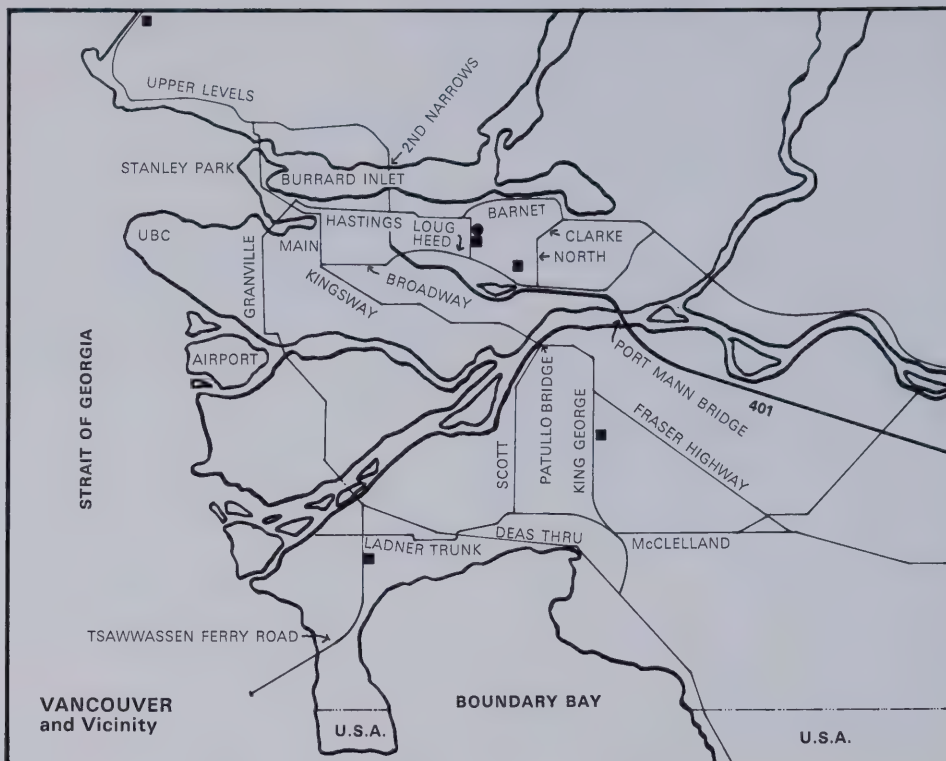 UPPER LEVELS
2ND NARROWS
STANLEY PARK
BURRARD INLET
BARNET
HASTINGS
LOUG
HEED
UBC
CLARKE
MAIN
NORTH
GRANVILLE
BROADWAY
KINGSWAY
AIRPORT
STRAIT OF GEORGIA
PORT MANN BRIDGE
401
PATULLO BRIDGE
KING GEORGE
FRASER HIGHWAY
SCOTT
DEAS THRU
LADNER TRUNK
McCLELLAND
TSAWWASSEN FERRY ROAD
VANCOUVER
and Vicinity
BOUNDARY BAY
U.S.A.
U.S.A.